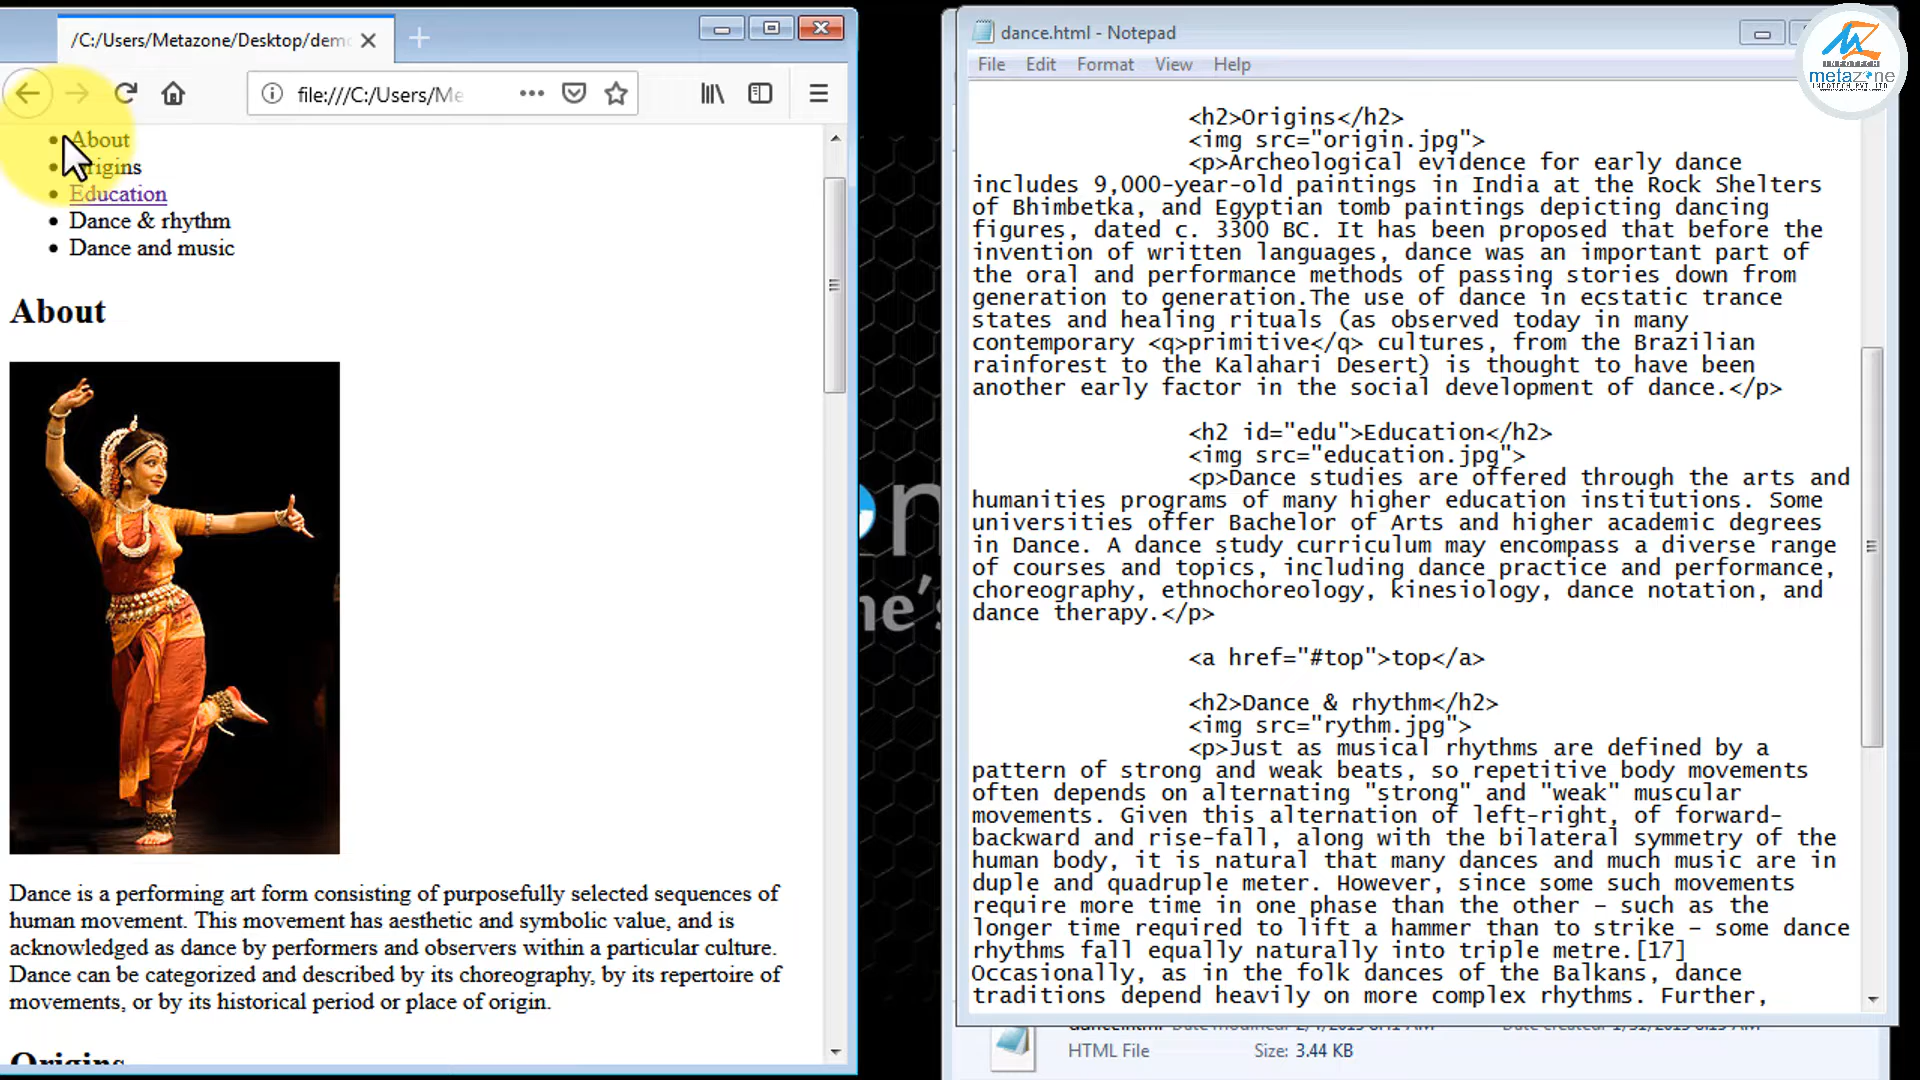 /C:/Users/Metazone/Desktop/demo
file:///C:/Users/Me
About
Origins
Education
Dance & rhythm
Dance and music
About
Dance is a performing art form consisting of purposefully selected sequences of
human movement. This movement has aesthetic and symbolic value, and is
acknowledged as dance by performers and observers within a particular culture.
Dance can be categorized and described by its choreography, by its repertoire of
movements, or by its historical period or place of origin.
Origins
dance.html - Notepad
File Edit Format View Help
<h2>Origins</h2>
<img src="origin.jpg">
<p>Archeological evidence for early dance
includes 9,000-year-old paintings in India at the Rock Shelters
of Bhimbetka, and Egyptian tomb paintings depicting dancing
figures, dated c. 3300 BC. It has been proposed that before the
invention of written languages, dance was an important part of
the oral and performance methods of passing stories down from
generation to generation.The use of dance in ecstatic trance
states and healing rituals (as observed today in many
contemporary <q>primitive</q> cultures, from the Brazilian
rainforest to the Kalahari Desert) is thought to have been
another early factor in the social development of dance.</p>
<h2 id="edu">Education</h2>
<img src="education.jpg">
<p>Dance studies are offered through the arts and
humanities programs of many higher education institutions. Some
universities offer Bachelor of Arts and higher academic degrees
in Dance. A dance study curriculum may encompass a diverse range
of courses and topics, including dance practice and performance,
choreography, ethnochoreology, kinesiology, dance notation, and
dance therapy.</p>
<a href="#top">top</a>
<h2>Dance & rhythm</h2>
<img src="rythm.jpg">
<p>Just as musical rhythms are defined by a
pattern of strong and weak beats, so repetitive body movements
often depends on alternating "strong" and "weak" muscular
movements. Given this alternation of left-right, of forward-
backward and rise-fall, along with the bilateral symmetry of the
human body, it is natural that many dances and much music are in
duple and quadruple meter. However, since some such movements
require more time in one phase than the other – such as the
longer time required to lift a hammer than to strike – some dance
rhythms fall equally naturally into triple metre.[17]
Occasionally, as in the folk dances of the Balkans, dance
traditions depend heavily on more complex rhythms. Further,
HTML File Size: 3.44 KB
INFOTECH
metazone
INFOTECH PVT. LTD.